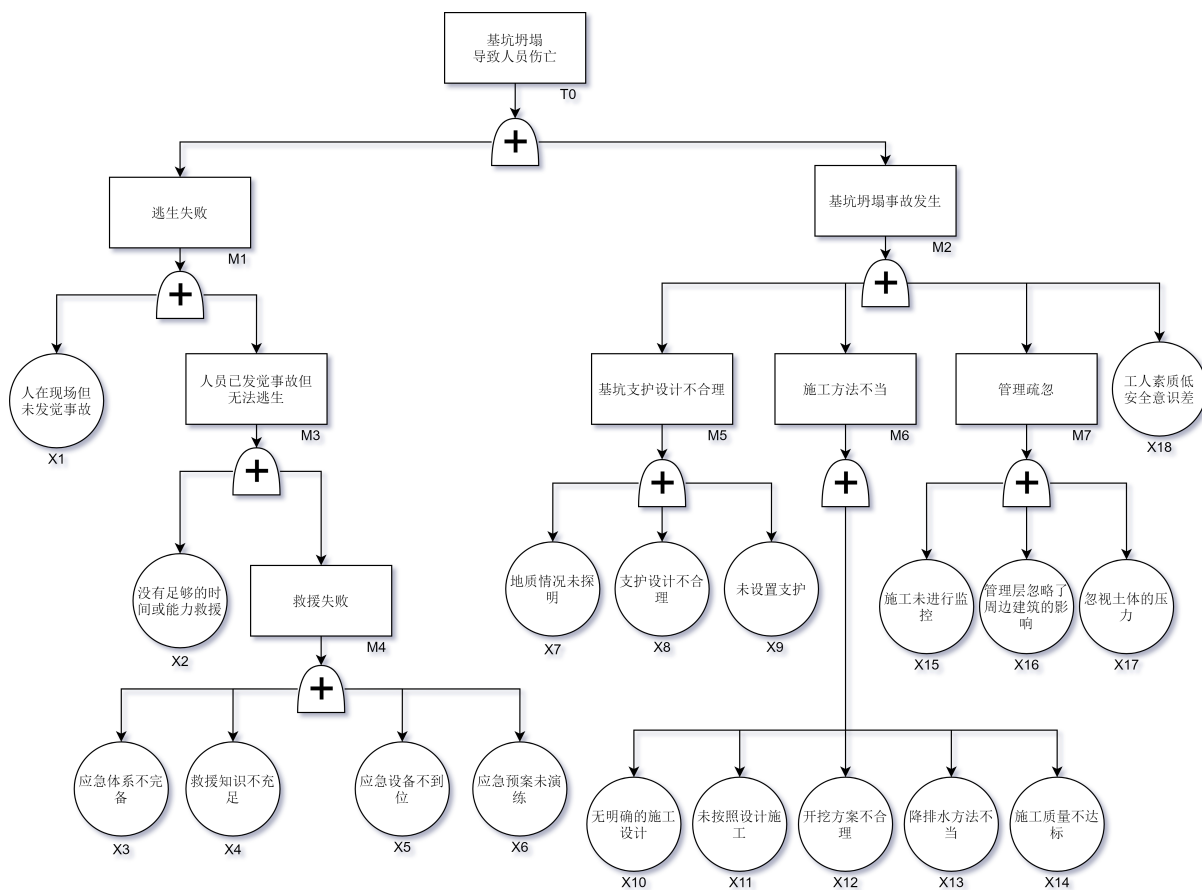 基坑坍塌
导致人员伤亡
T0
逃生失败
M1
基坑坍塌事故发生
M2
人在现场但
未发觉事故
X1
人员已发觉事故但
无法逃生
M3
基坑支护设计不合理
M5
施工方法不当
M6
管理疏忽
M7
工人素质低
安全意识差
X18
没有足够的时
间或能力救援
X2
救援失败
M4
地质情况未探
明
X7
支护设计不合
理
X8
未设置支护
X9
施工未进行监
控
X15
管理层忽略了
周边建筑的影
响
X16
忽视土体的压
力
X17
应急体系不完
备
X3
救援知识不充
足
X4
应急设备不到
位
X5
应急预案未演
练
X6
无明确的施工
设计
X10
未按照设计施
工
X11
开挖方案不合
理
X12
降排水方法不
当
X13
施工质量不达
标
X14